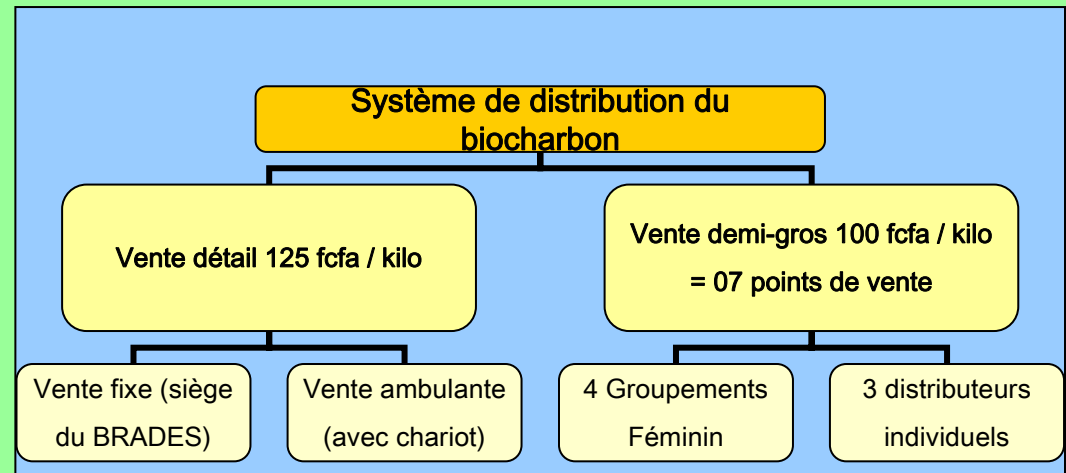 Système de distribution du
biocharbon
Vente détail 125 fcfa / kilo
Vente demi-gros 100 fcfa / kilo
= 07 points de vente
Vente fixe (siège
du BRADES)
Vente ambulante
(avec chariot)
4 Groupements
Féminin
3 distributeurs
individuels